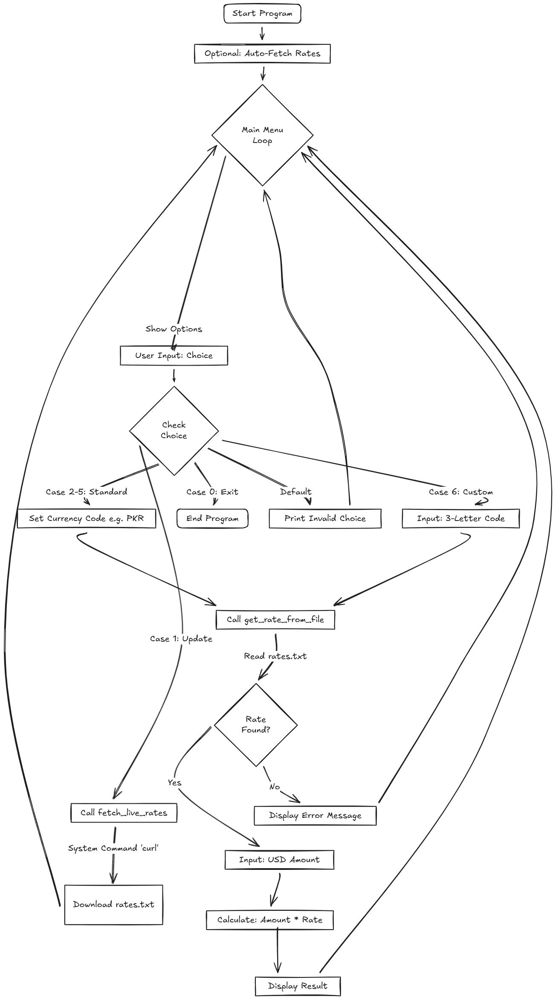 Start Program
Optional: Auto-Fetch Rates
Main Menu
Loop
Show Options
User Input: Choice
Check
Choice
Case 2-5: Standard
Case 0: Exit
Default
Case 6: Custom
Set Currency Code e.g. PKR
End Program
Print Invalid Choice
Input: 3-Letter Code
Call get_rate_from_file
Case 1: Update
Read rates.txt
Rate
Found?
Yes
No
Call fetch_live_rates
Display Error Message
System Command 'curl'
Input: USD Amount
Download rates.txt
Calculate: Amount * Rate
Display Result